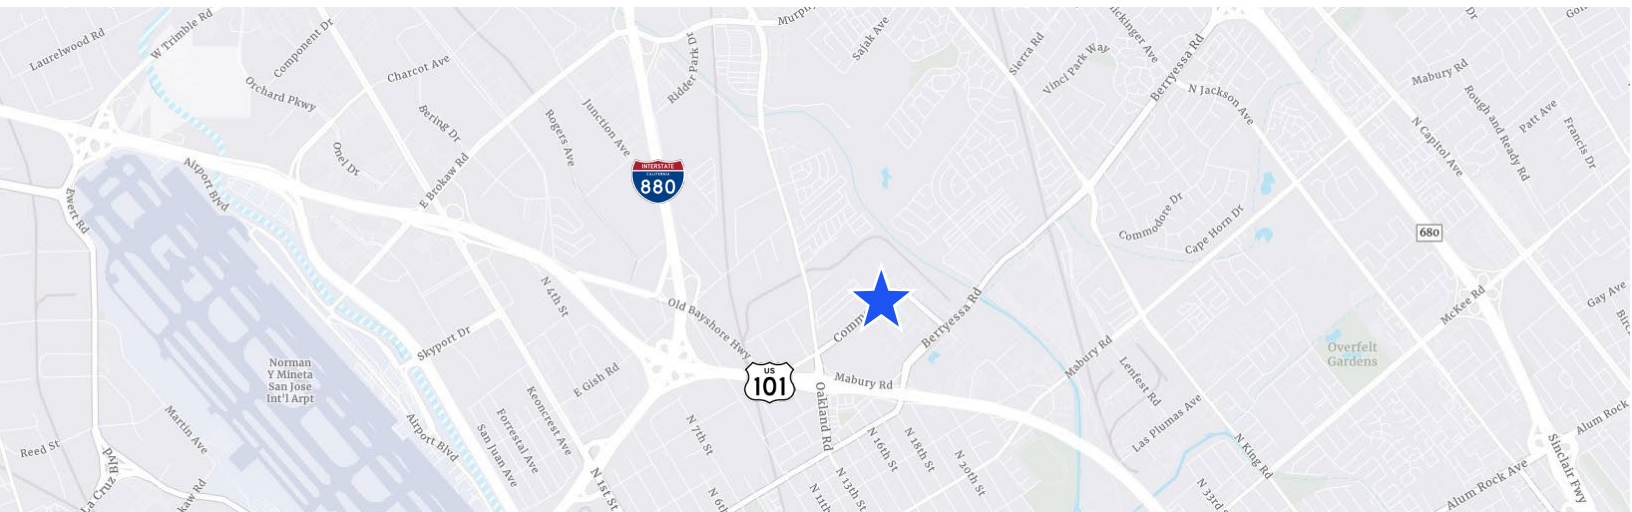 Laurelwood Rd
W Trimble Rd
Component Dr
Orchard Pkwy
Charcot Ave
Bering Dr
Onel Dr
E Brokaw Rd
Rogers Ave
Junction Ave
Ridder Park Dr
Sajak Ave
Sierra Rd
Vinci Park Way
Berryessa Rd
N Jackson Ave
Mabury Rd
Rough and Ready Rd
Patt Ave
Francis Dr
N Capitol Ave
Dr
Airport Blvd
Ewert Rd
INTERSTATE
CALIFORNIA
880
Commodore Dr
Cape Horn Dr
680
McKee Rd
Gay Ave
N 4th St
Old Bayshore Hwy
Berryessa Rd
Skyport Dr
E Gish Rd
US
101
Mabury Rd
Oakland Rd
Mabury Rd
Lenfest Rd
Las Plumas Ave
Overfelt
Gardens
Norman
Y Mineta
San Jose
Int'l Arpt
Martin Ave
Reed St
Airport Blvd
San Juan Ave
Forrestal Ave
Keoncrest Ave
N 1st St
N 7th St
N 13th St
N 16th St
N 18th St
N 20th St
N King Rd
Alum Rock Ave
Alum Rock
Sinclair Fwy
La Cruz Blvd